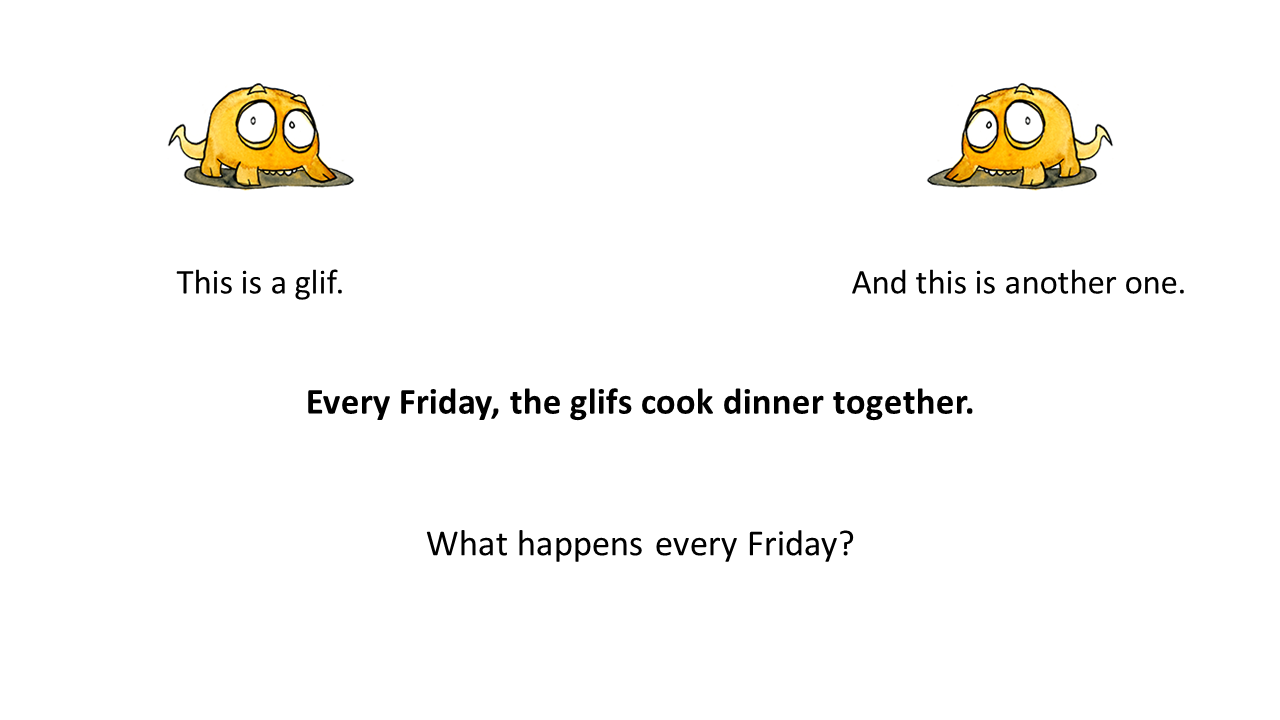 This is a glif.
And this is another one.
Every Friday, the glifs cook dinner together.
What happens every Friday?